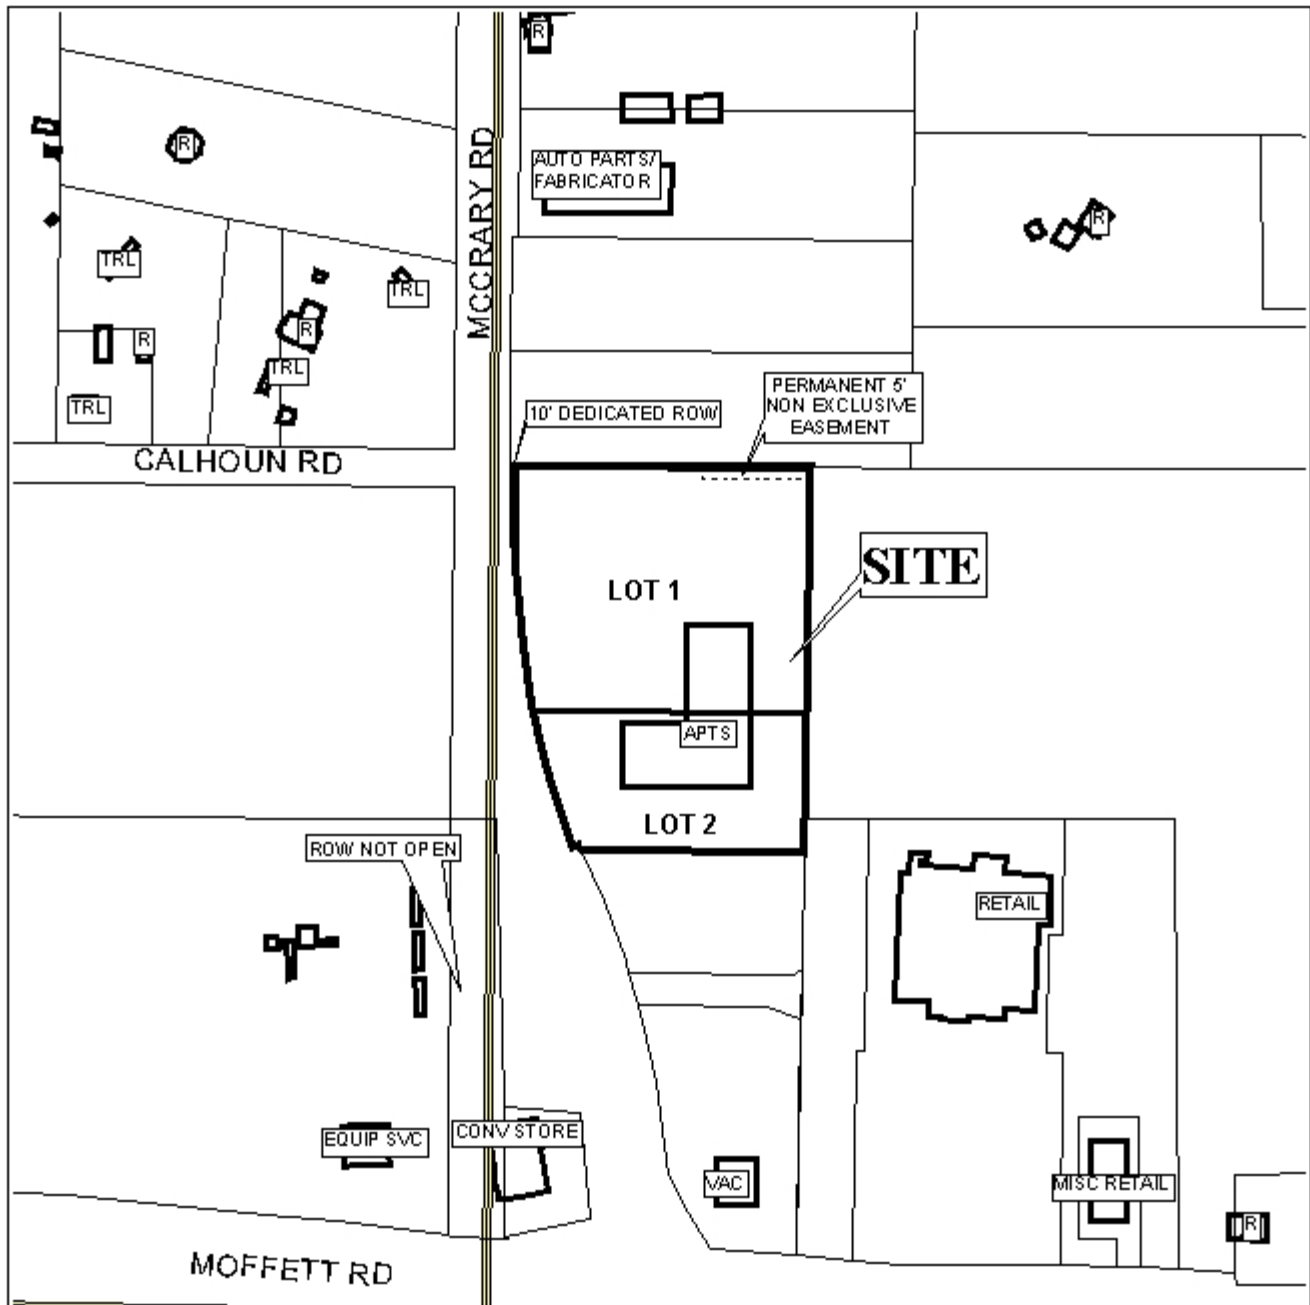 R
R
MCCRARY RD
AUTO PARTS/
FABRICATOR
R
TRL
TRL
R
R
TRL
TRL
PERMANENT 5'
NON EXCLUSIVE
EASEMENT
10' DEDICATED ROW
CALHOUN RD
SITE
LOT 1
APTS
LOT 2
ROW NOT OPEN
RETAIL
EQUIP SVC
CONV STORE
VAC
MISC RETAIL
R
MOFFETT RD